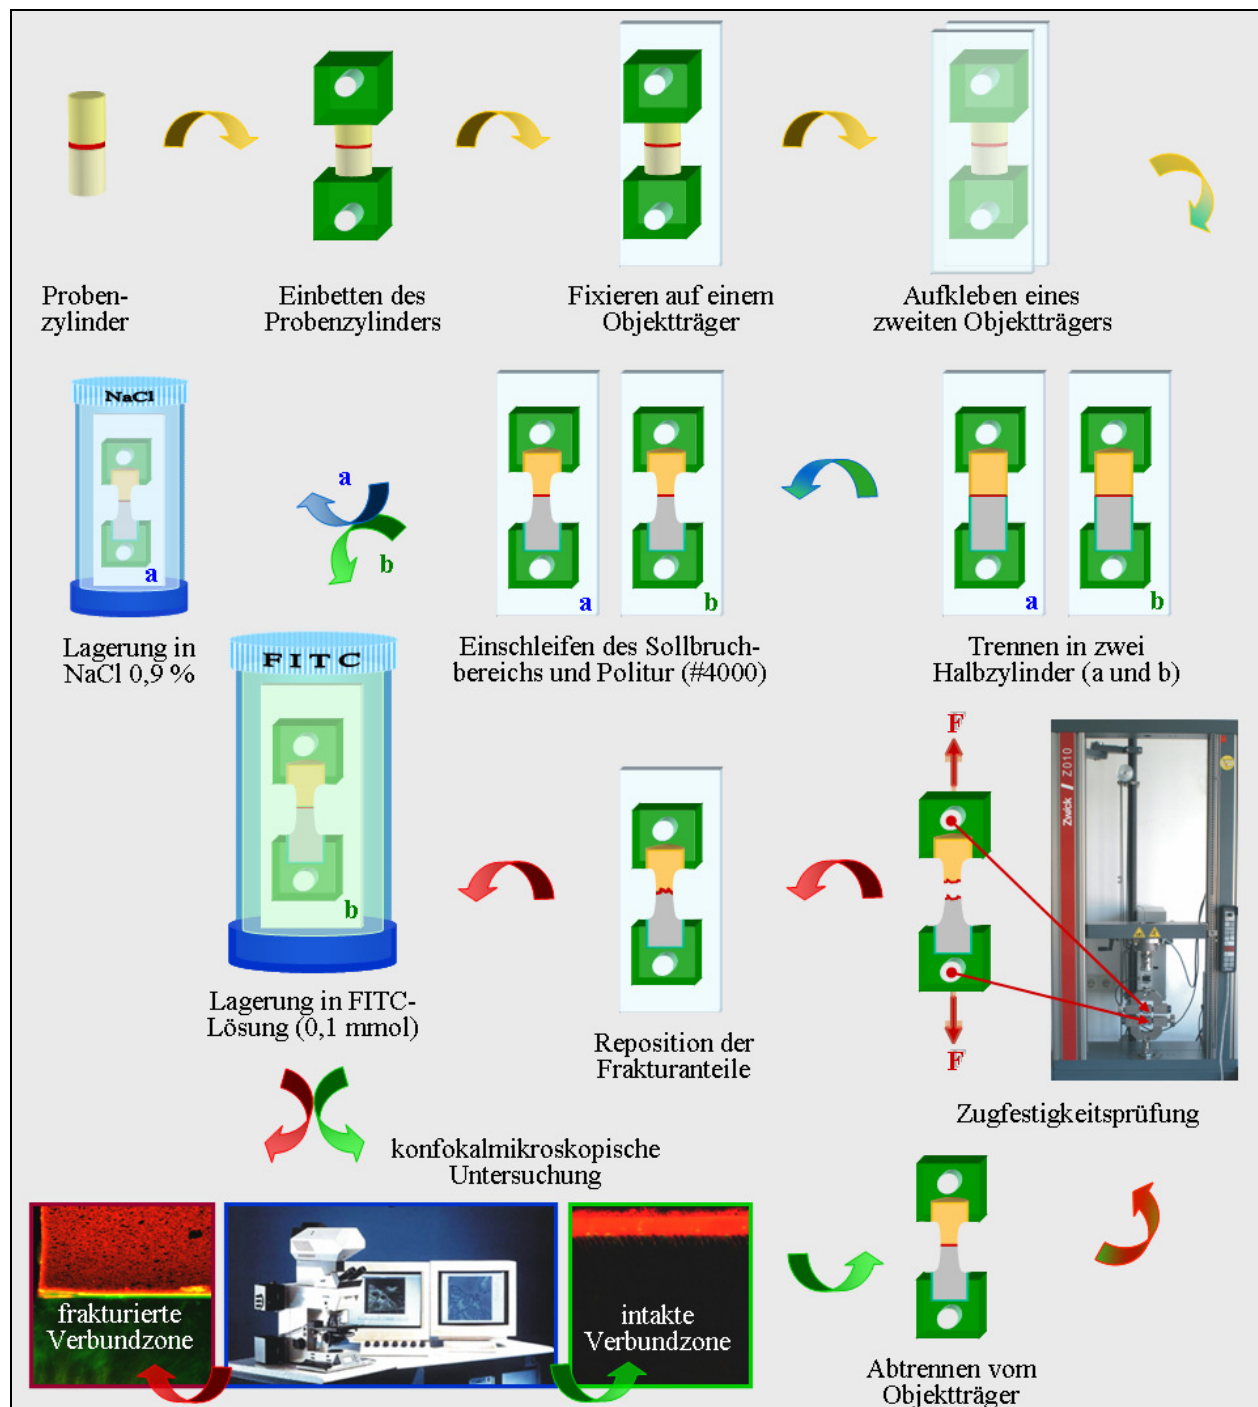 Proben-
zylinder
Einbetten des
Probenzylinders
Fixieren auf einem
Objektträger
Aufkleben eines
zweiten Objektträgers
NaCl
a
Lagerung in
NaCl 0,9 %
a
b
a
b
Einschleifen des Sollbruch-
bereichs und Politur (#4000)
a
b
Trennen in zwei
Halbzylinder (a und b)
FITC
b
Lagerung in FITC-
Lösung (0,1 mmol)
Reposition der
Frakturanteile
F
F
Zwick / Z010
Zugfestigkeitsprüfung
konfokalmikroskopische
Untersuchung
frakturierte
Verbundzone
intakte
Verbundzone
Abtrennen vom
Objektträger